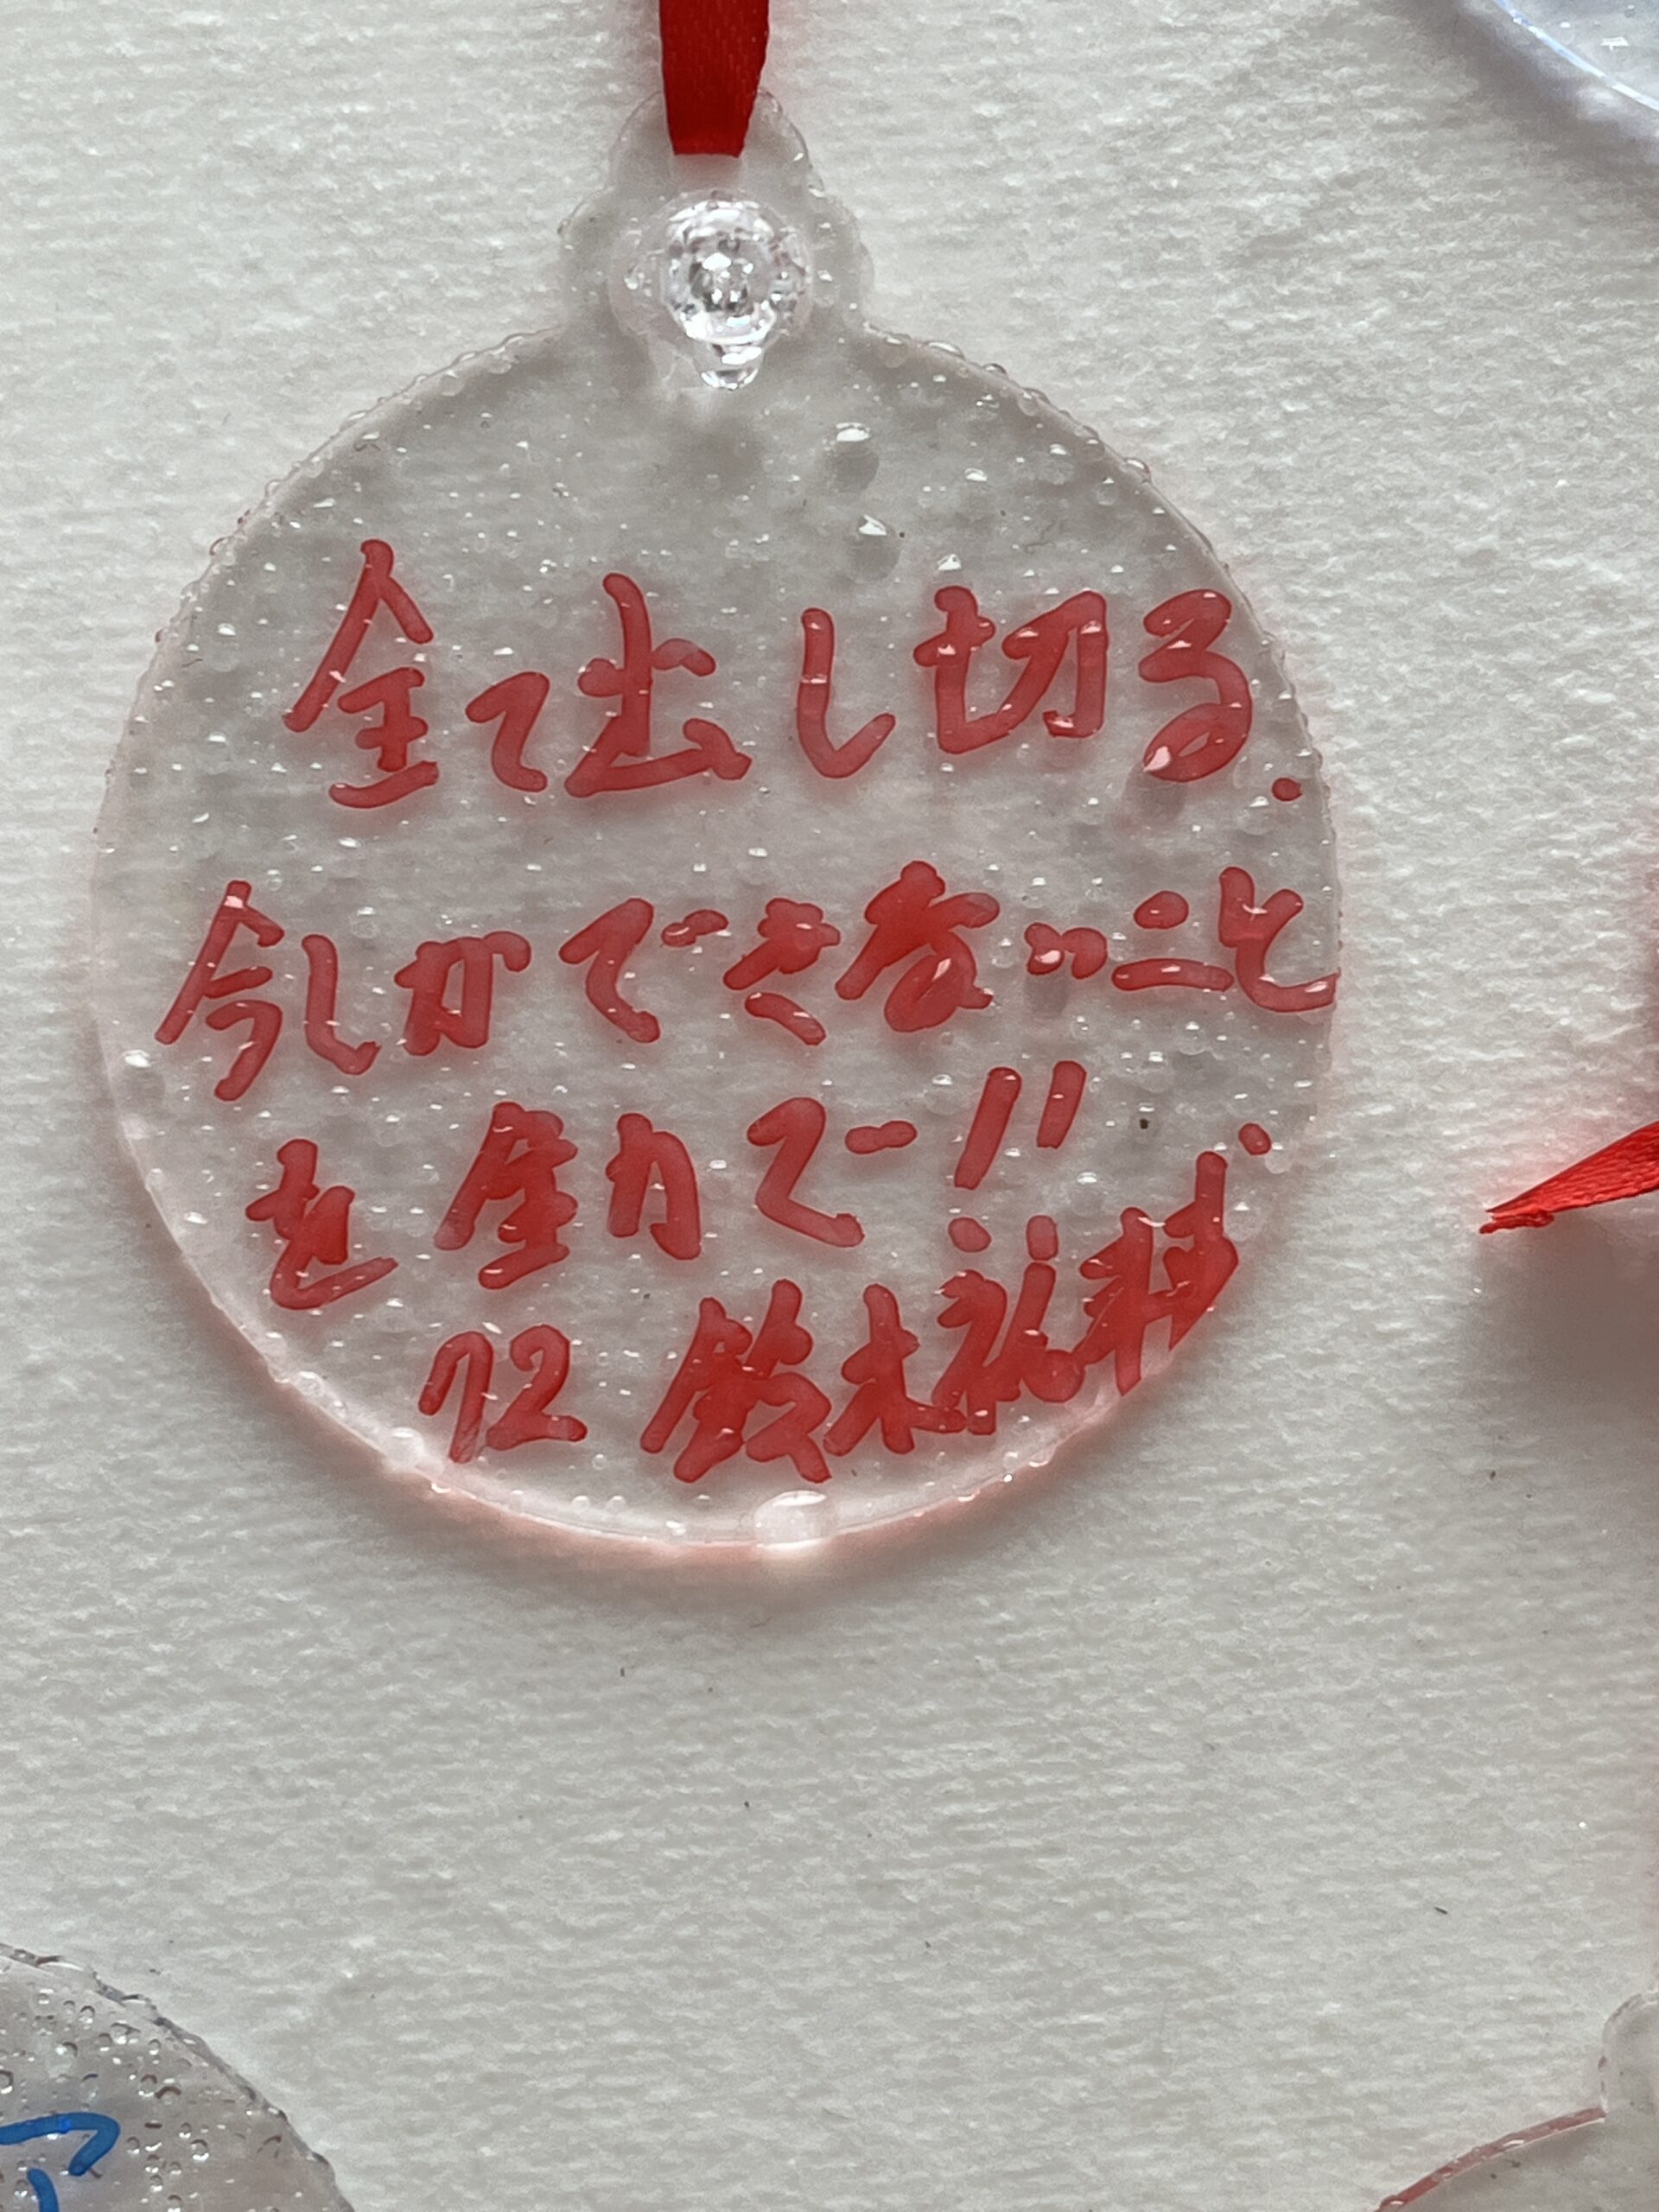 全て出し切る.
今しかできないこと
を全力でー!!
72 鈴木